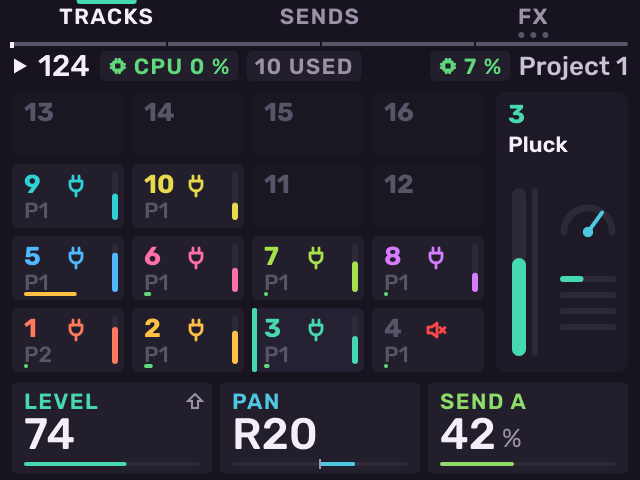 TRACKS SENDS FX
124 CPU 0 % 10 USED 7 % Project 1
13 14 15 16
3
Pluck
9 10 11 12
P1 P1
5 6 7 8
P1 P1 P1 P1
1 2 3 4
P2 P1 P1 P1
LEVEL PAN SEND A
74 R20 42 %